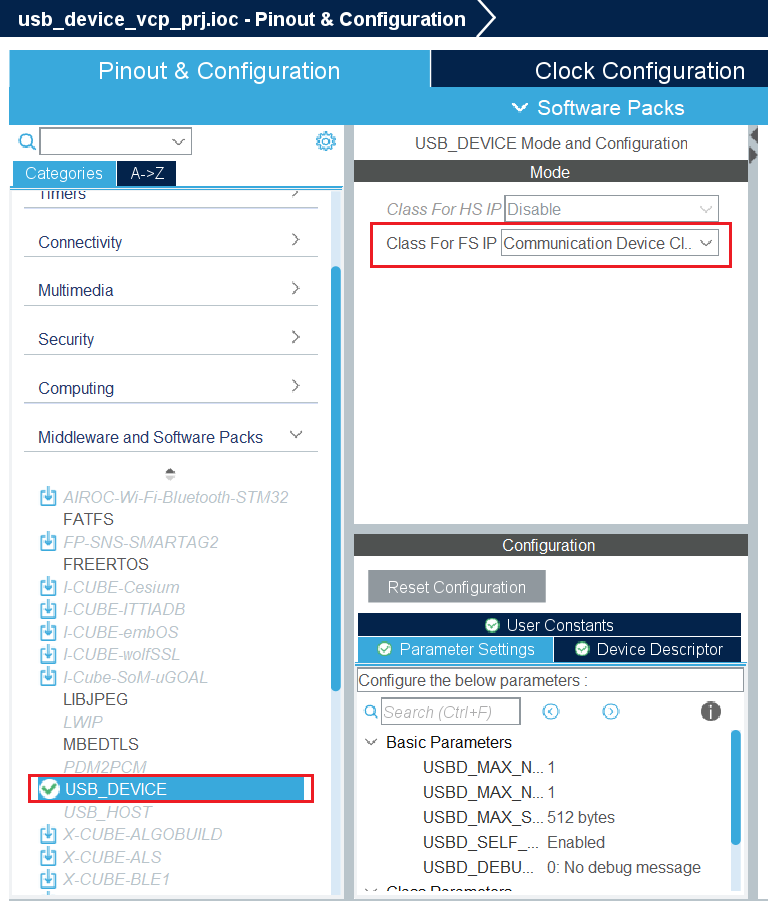 usb_device_vcp_prj.ioc - Pinout & Configuration
Pinout & Configuration
Clock Configuration
Software Packs
Categories
A->Z
Timers
Connectivity
Multimedia
Security
Computing
Middleware and Software Packs
AIROC-Wi-Fi-Bluetooth-STM32
FATFS
FP-SNS-SMARTAG2
FREERTOS
I-CUBE-Cesium
I-CUBE-ITTIADB
I-CUBE-embOS
I-CUBE-wolfSSL
I-Cube-SoM-uGOAL
LIBJPEG
LWIP
MBEDTLS
PDM2PCM
USB_DEVICE
USB_HOST
X-CUBE-ALGOBUILD
X-CUBE-ALS
X-CUBE-BLE1
USB_DEVICE Mode and Configuration
Mode
Class For HS IP Disable
Class For FS IP Communication Device Cl..
Configuration
Reset Configuration
User Constants
Parameter Settings
Device Descriptor
Configure the below parameters :
Search (Ctrl+F)
Basic Parameters
USBD_MAX_N... 1
USBD_MAX_N... 1
USBD_MAX_S... 512 bytes
USBD_SELF_... Enabled
USBD_DEBU... 0: No debug message
Class Parameters